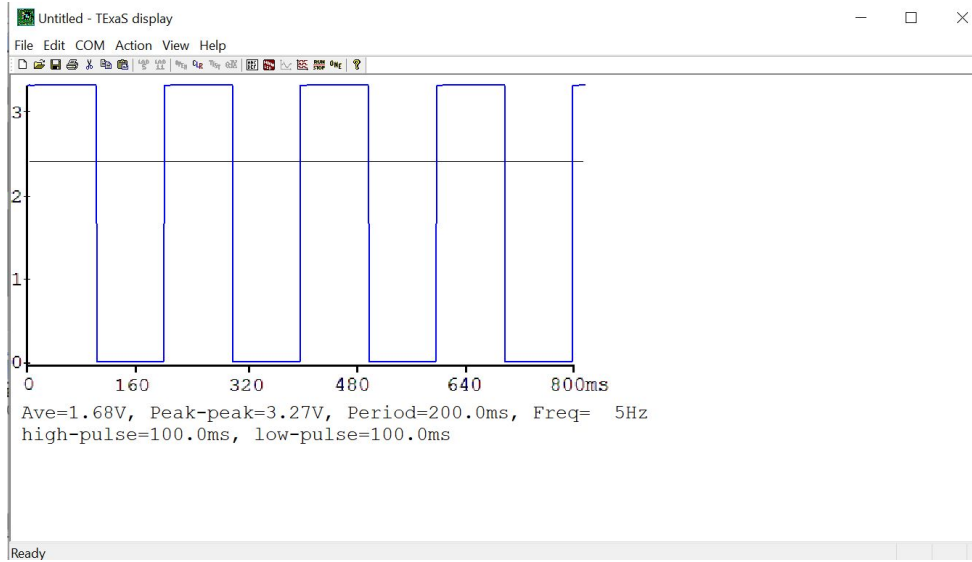 Untitled - TExaS display
File Edit COM Action View Help
3
2
1
0
0 160 320 480 640 800ms
Ave=1.68V, Peak-peak=3.27V, Period=200.0ms, Freq=  5Hz
high-pulse=100.0ms, low-pulse=100.0ms
Ready